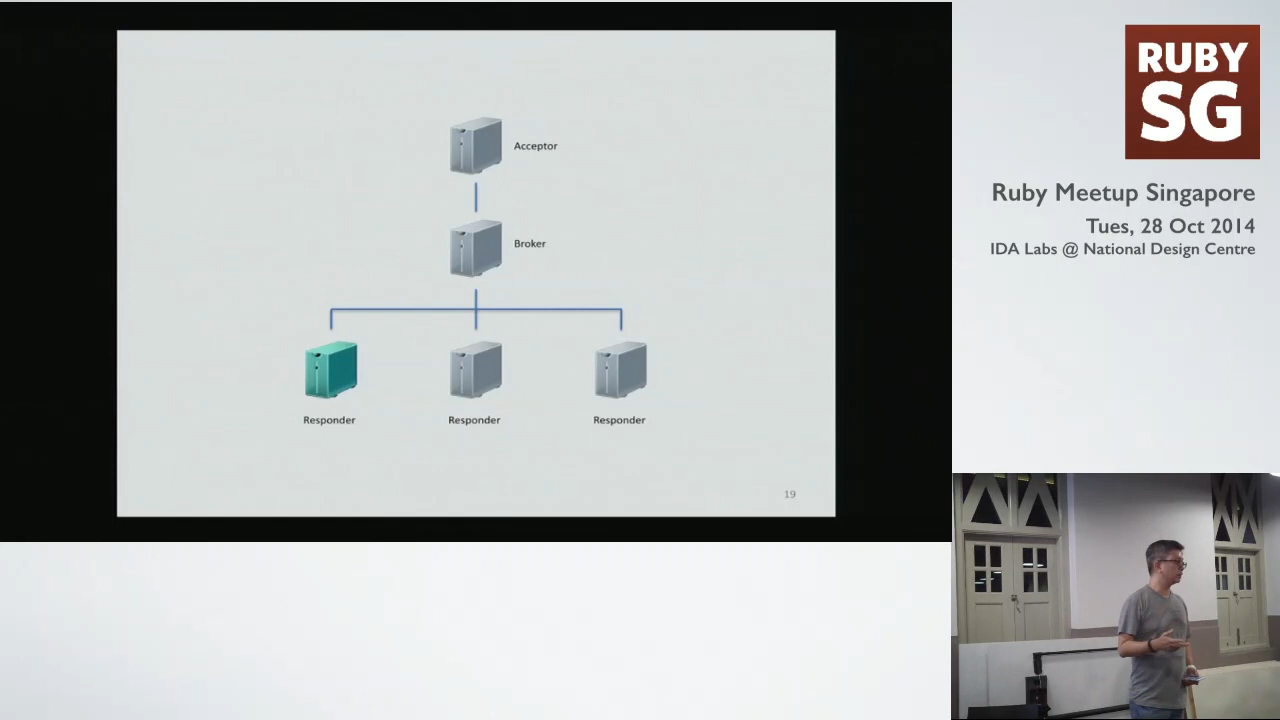 Acceptor
Broker
Responder
Responder
Responder
19
RUBY
SG
Ruby Meetup Singapore
Tues, 28 Oct 2014
IDA Labs @ National Design Centre